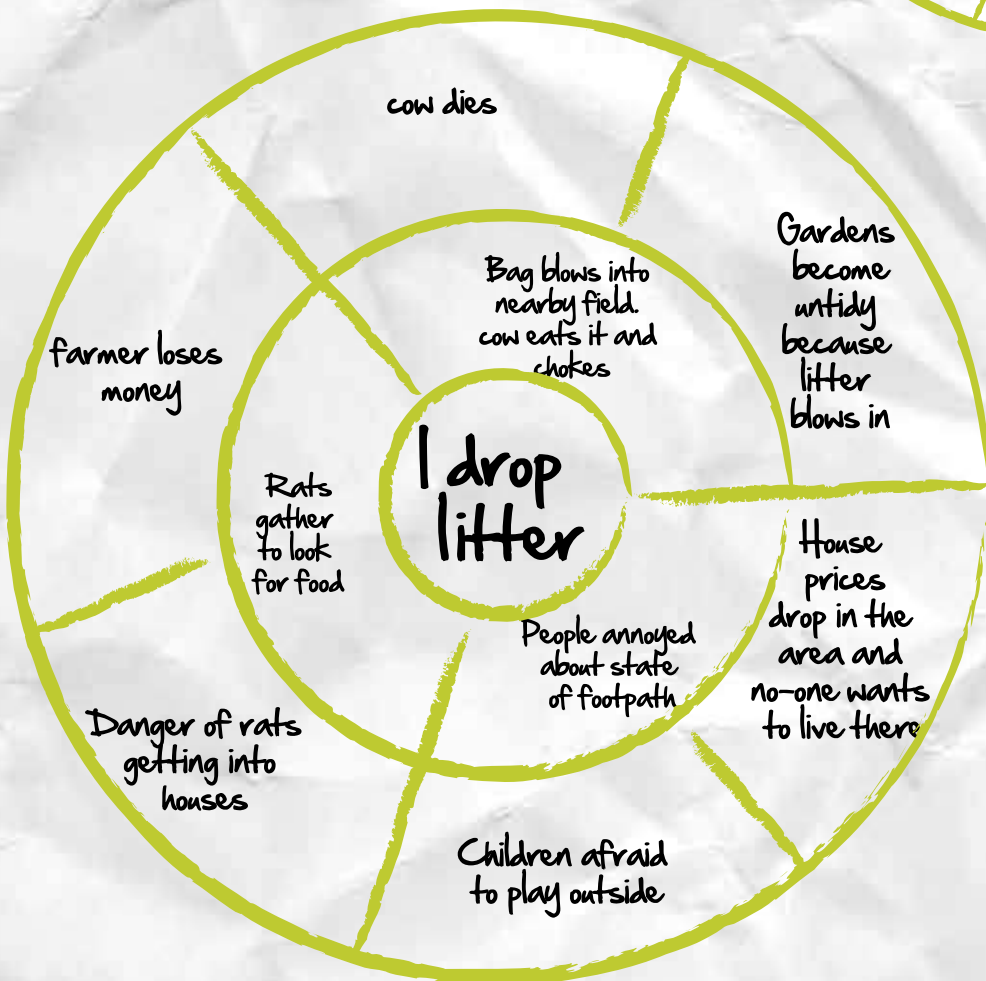 cow dies
Gardens
become
untidy
because
litter
blows in
Bag blows into
nearby field.
cow eats it and
chokes
farmer loses
money
I drop
litter
Rats
gather
to look
for food
House
prices
drop in the
area and
no-one wants
to live there
People annoyed
about state
of footpath
Danger of rats
getting into
houses
Children afraid
to play outside